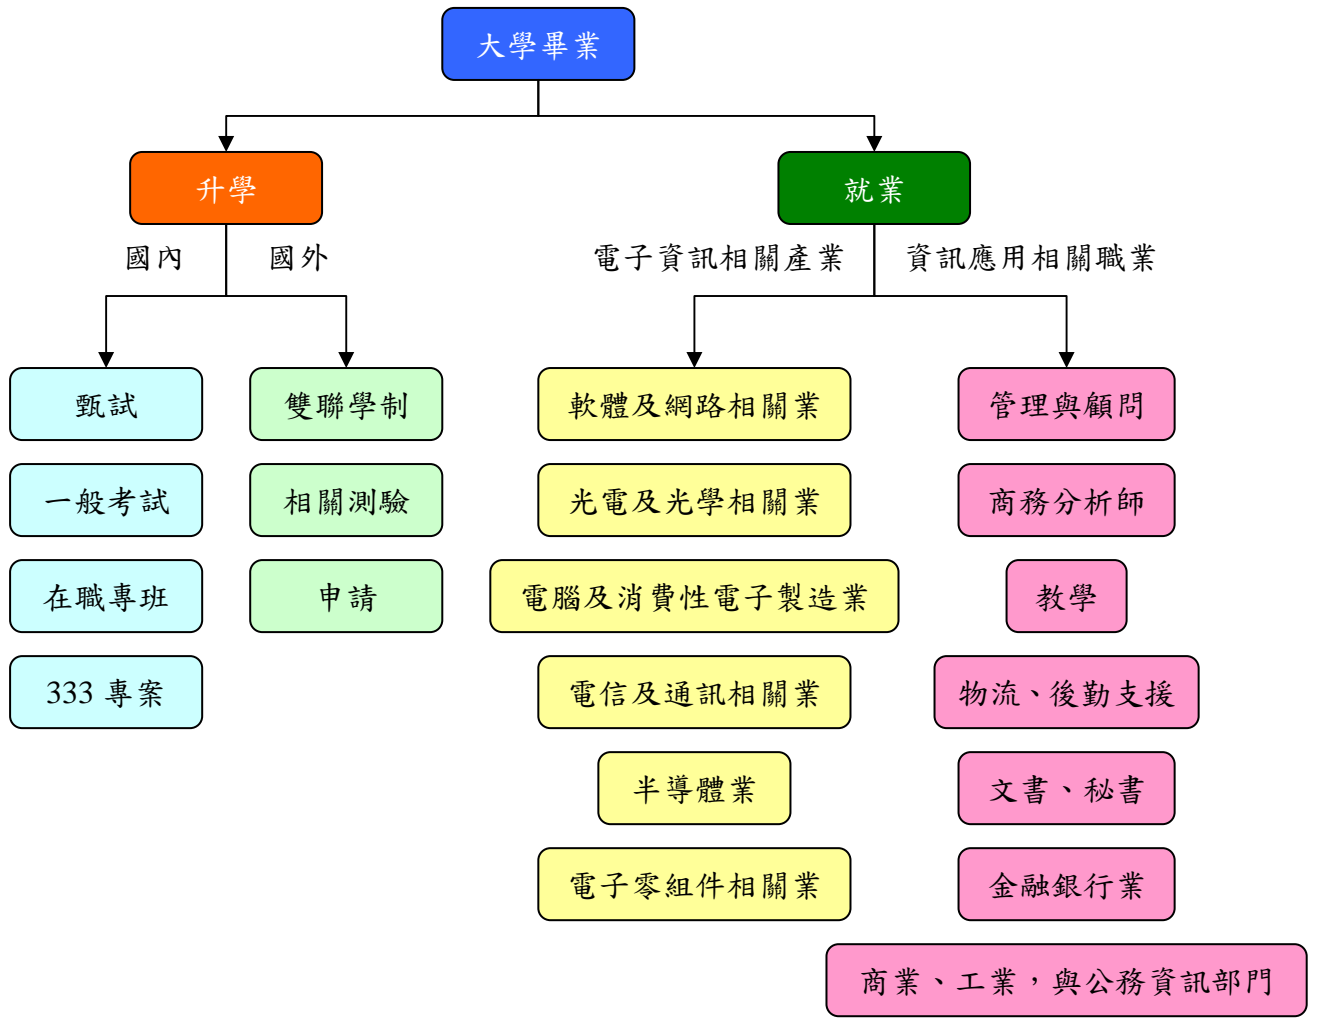 大學畢業
升學
就業
國內
國外
電子資訊相關產業
資訊應用相關職業
甄試
雙聯學制
軟體及網路相關業
管理與顧問
一般考試
相關測驗
光電及光學相關業
商務分析師
在職專班
申請
電腦及消費性電子製造業
教學
333 專案
電信及通訊相關業
物流、後勤支援
半導體業
文書、秘書
電子零組件相關業
金融銀行業
商業、工業，與公務資訊部門